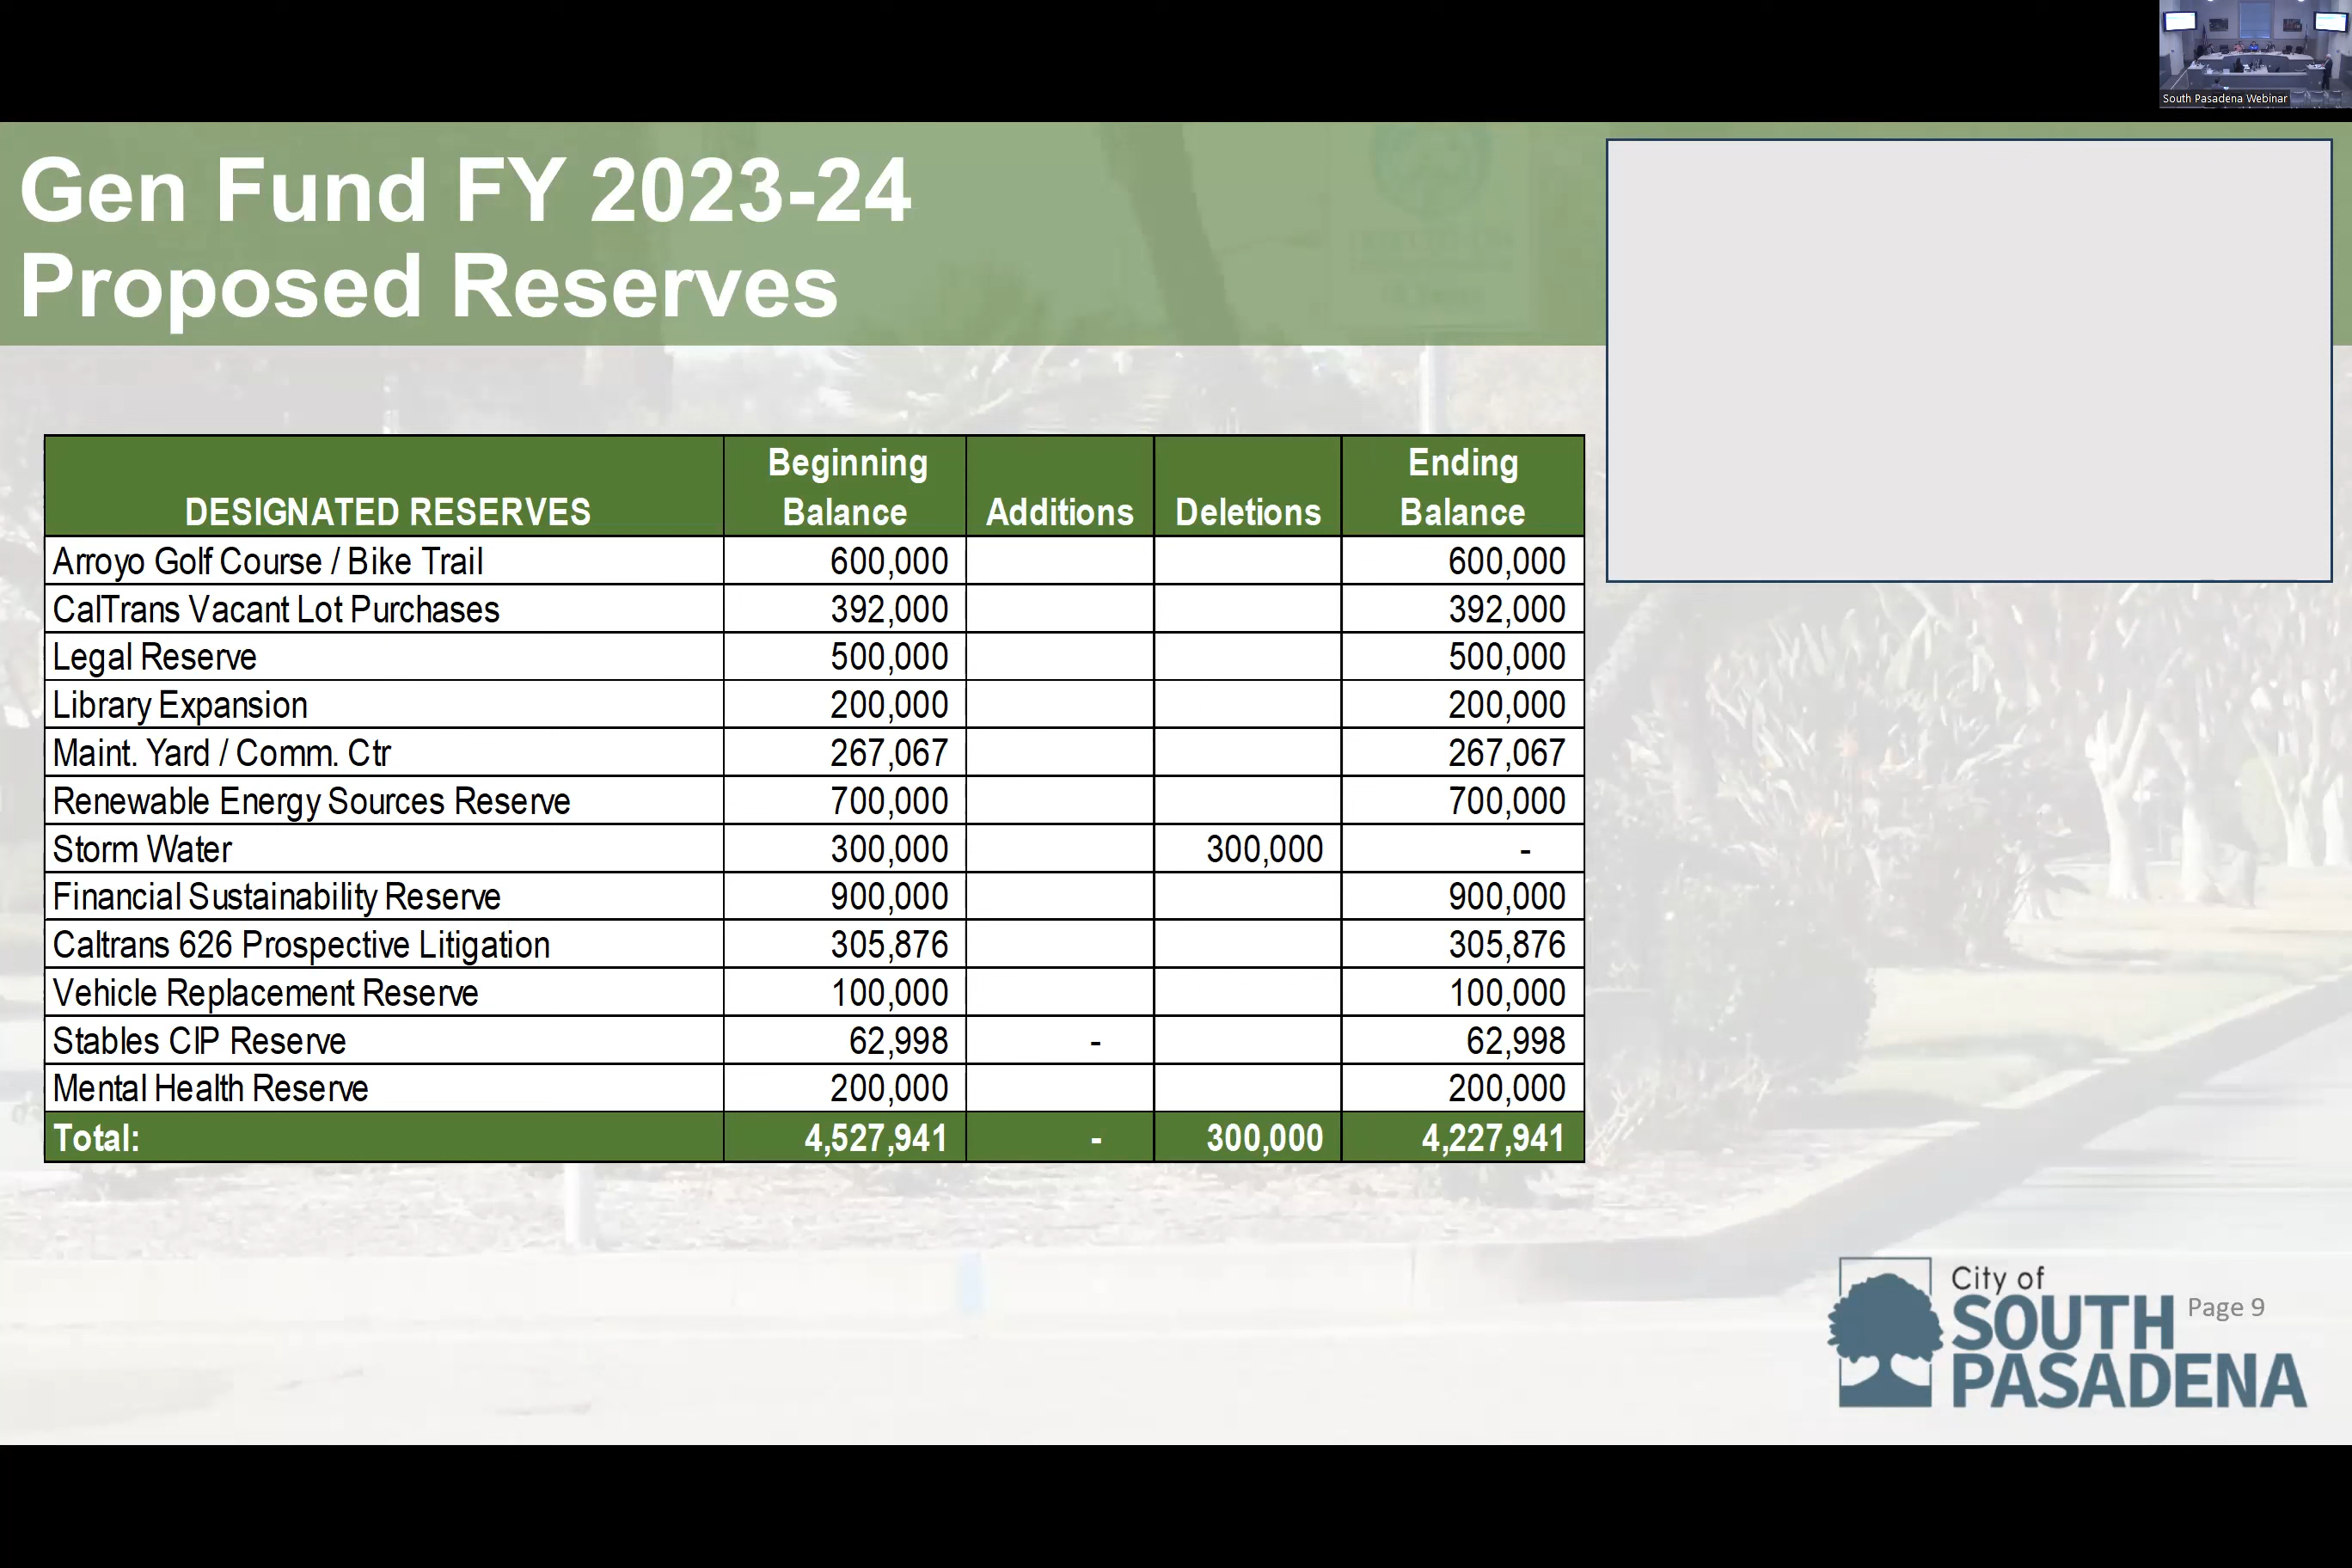 South Pasadena Webinar
Gen Fund FY 2023-24
Proposed Reserves
DESIGNATED RESERVES Beginning Balance Additions Deletions Ending Balance
Arroyo Golf Course / Bike Trail 600,000 600,000
CalTrans Vacant Lot Purchases 392,000 392,000
Legal Reserve 500,000 500,000
Library Expansion 200,000 200,000
Maint. Yard / Comm. Ctr 267,067 267,067
Renewable Energy Sources Reserve 700,000 700,000
Storm Water 300,000 300,000 -
Financial Sustainability Reserve 900,000 900,000
Caltrans 626 Prospective Litigation 305,876 305,876
Vehicle Replacement Reserve 100,000 100,000
Stables CIP Reserve 62,998 - 62,998
Mental Health Reserve 200,000 200,000
Total: 4,527,941 - 300,000 4,227,941
City of
SOUTH
PASADENA
Page 9